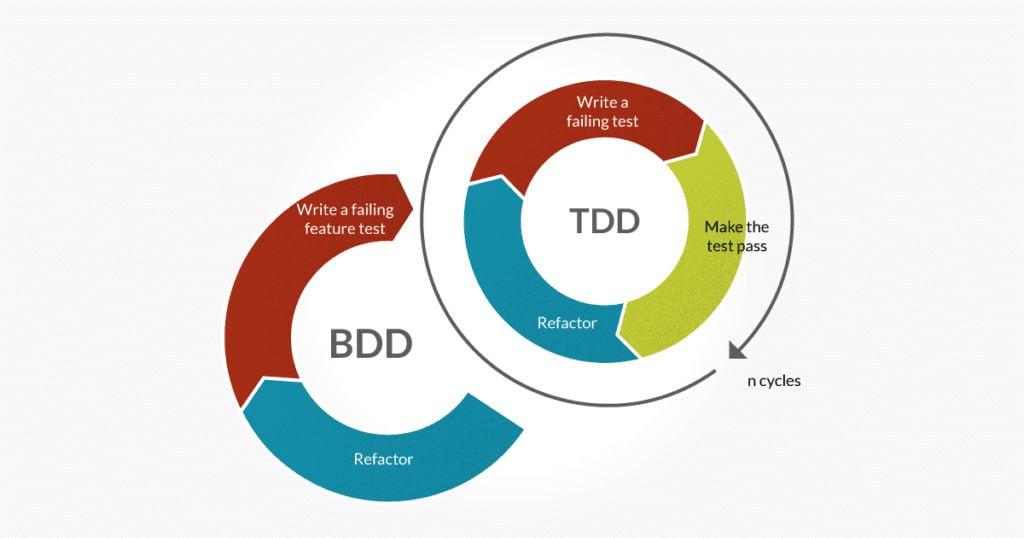 Write a
failing test
TDD
Make the
test pass
Refactor
n cycles
Write a failing
feature test
BDD
Refactor